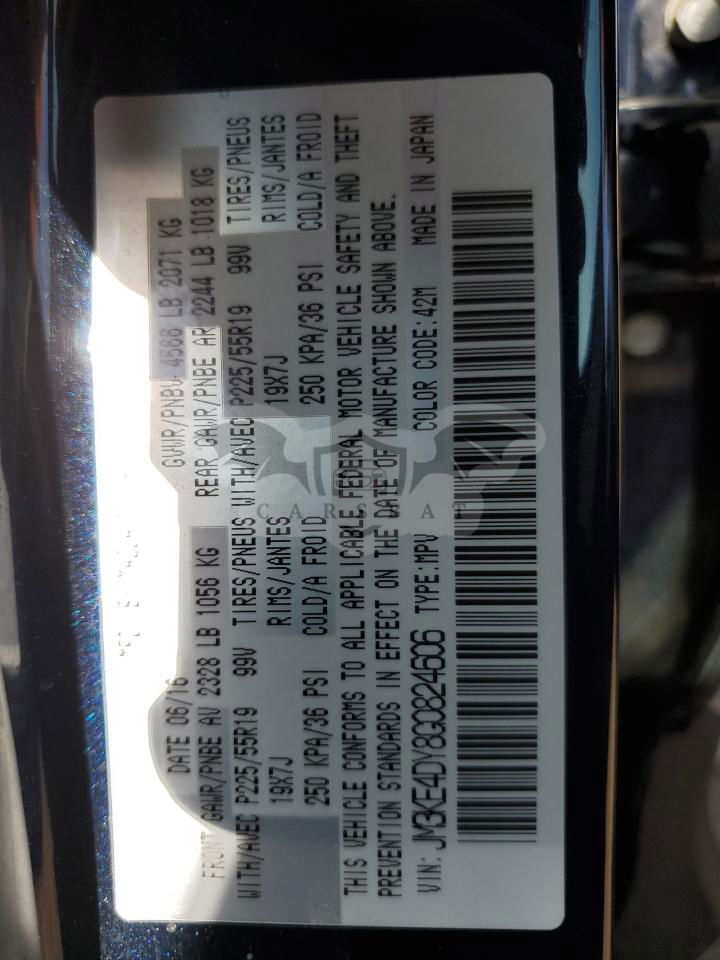 DATE 06/16
GVWR/PNBV 4568 LB 2071 KG
FRONT GAWR/PNBE AV 2328 LB 1056 KG REAR GAWR/PNBE AR 2244 LB 1018 KG
WITH/AVEC P225/55R19 99V TIRES/PNEUS WITH/AVEC P225/55R19 99V TIRES/PNEUS
19X7J RIMS/JANTES 19X7J RIMS/JANTES
250 KPA/36 PSI COLD/A FROID 250 KPA/36 PSI COLD/A FROID
THIS VEHICLE CONFORMS TO ALL APPLICABLE FEDERAL MOTOR VEHICLE SAFETY AND THEFT
PREVENTION STANDARDS IN EFFECT ON THE DATE OF MANUFACTURE SHOWN ABOVE.
VIN: JM3KE4DY8G0824606 TYPE:MPV COLOR CODE:42M MADE IN JAPAN
CARSSAT